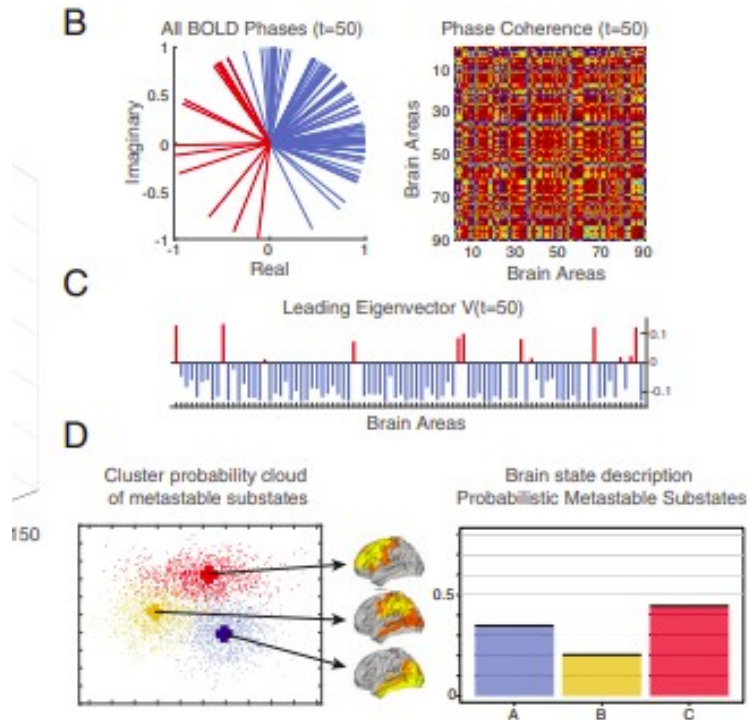 B
All BOLD Phases (t=50)
Phase Coherence (t=50)
1
0.5
0
-0.5
-1
Imaginary
-1 0 1
Real
10
30
50
70
90
Brain Areas
10 30 50 70 90
Brain Areas
C
Leading Eigenvector V(t=50)
0.1
0
-0.1
Brain Areas
D
Cluster probability cloud
of metastable substates
Brain state description
Probabilistic Metastable Substates
150
0.5
0
A B C